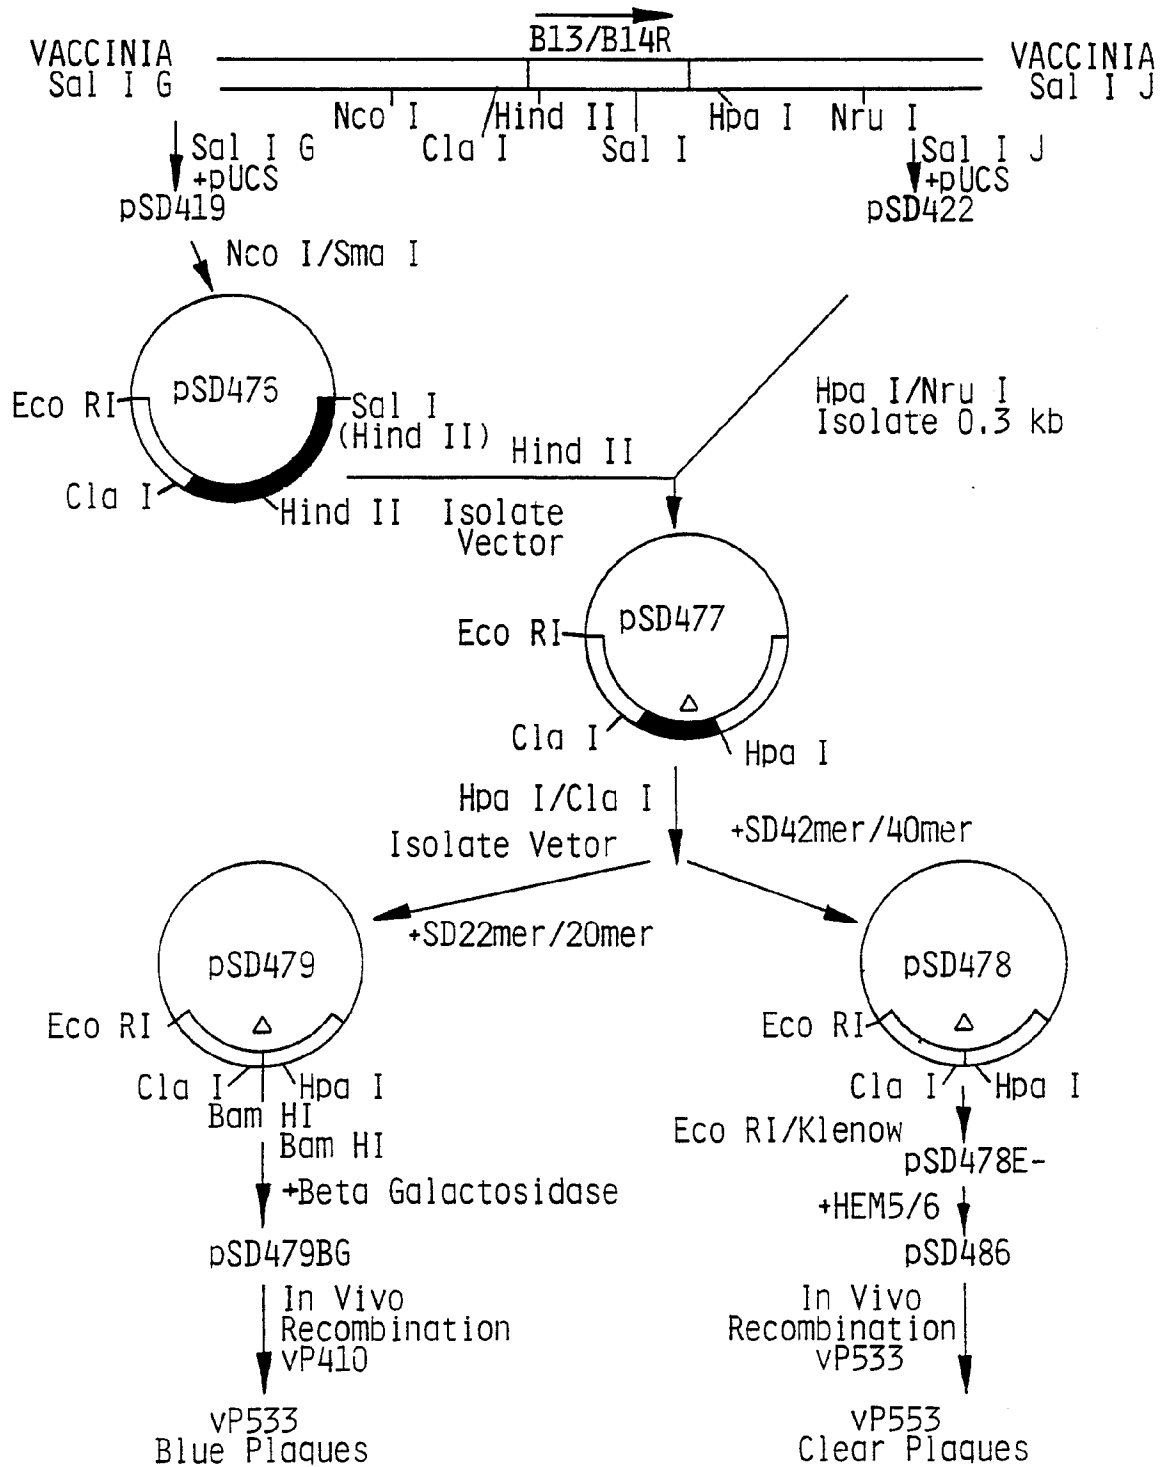 B13/B14R
VACCINIA
Sal I G
VACCINIA
Sal I J
Nco I
Cla I
Hind II
Sal I
Hpa I
Nru I
Sal I G
+pUCS
pSD419
Sal I J
+pUCS
pSD422
Nco I/Sma I
pSD475
Eco RI
Sal I
(Hind II)
Cla I
Hind II
Hind II
Isolate
Vector
Hpa I/Nru I
Isolate 0.3 kb
pSD477
Eco RI
Δ
Cla I
Hpa I
Hpa I/Cla I
Isolate Vetor
+SD42mer/40mer
+SD22mer/20mer
pSD479
Eco RI
Δ
Cla I
Hpa I
Bam HI
Bam HI
+Beta Galactosidase
pSD479BG
In Vivo
Recombination
vP410
vP533
Blue Plaques
pSD478
Eco RI
Δ
Cla I
Hpa I
Eco RI/Klenow
pSD478E-
+HEM5/6
pSD486
In Vivo
Recombination
vP533
vP553
Clear Plaques